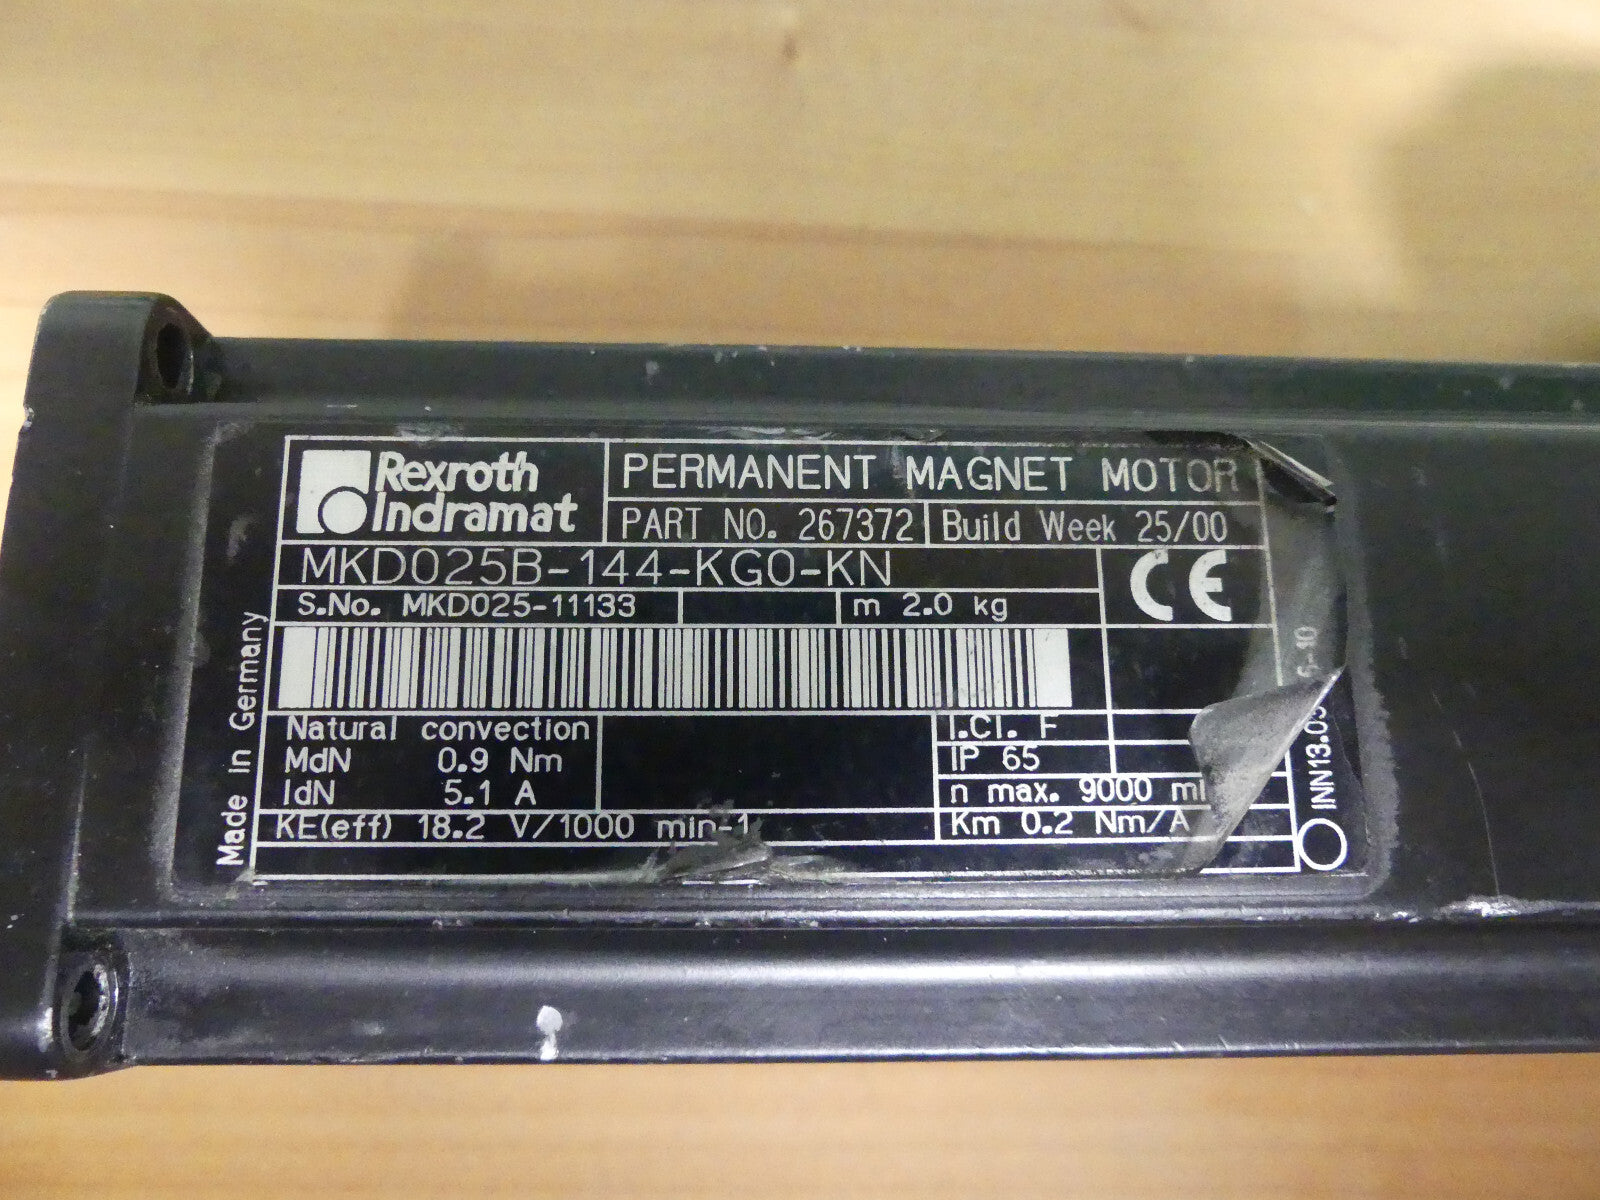 Rexroth
Indramat
PERMANENT MAGNET MOTOR
PART NO. 267372
Build Week 25/00
MKD025B-144-KG0-KN
CE
S.No. MKD025-11133
m 2.0 kg
Made in Germany
Natural convection
MdN 0.9 Nm
IdN 5.1 A
KE(eff) 18.2 V/1000 min-1
I.Cl. F
IP 65
n max. 9000
Km 0.2 Nm/A